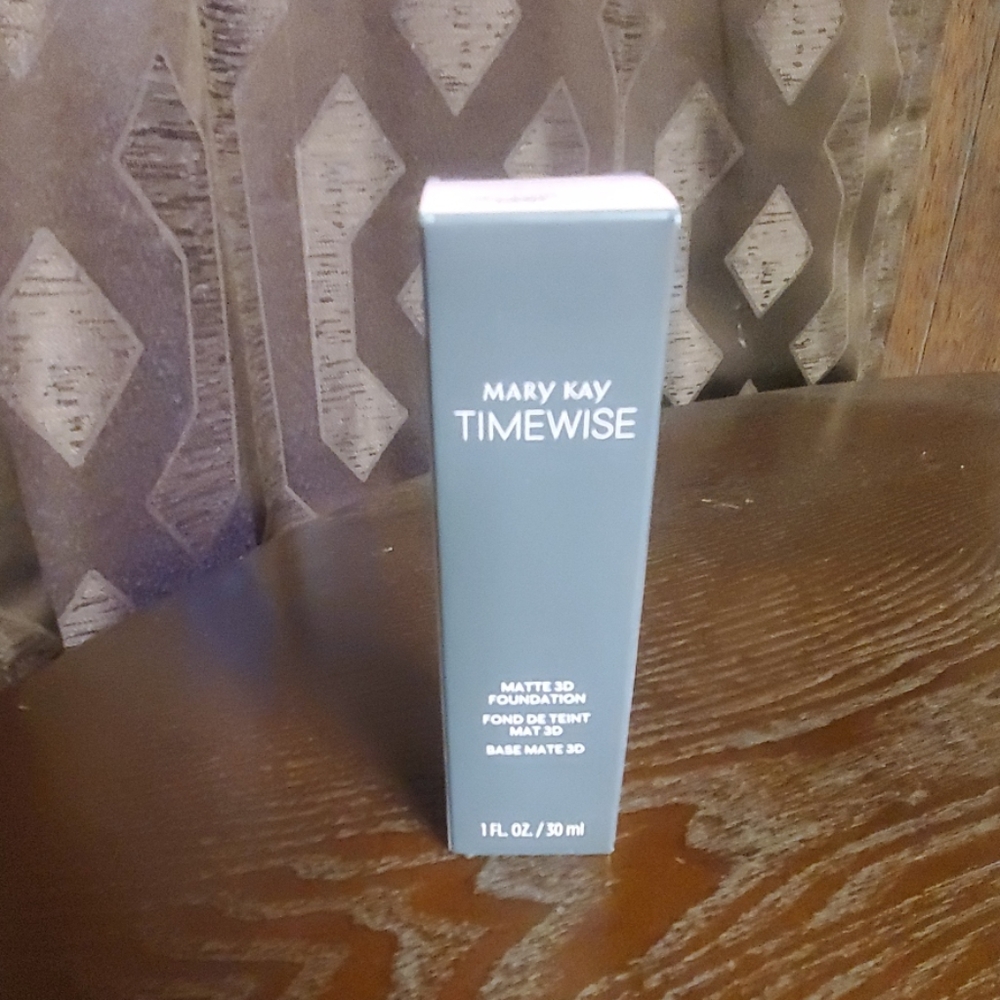 MARY KAY
TIMEWISE
MATTE 3D
FOUNDATION
FOND DE TEINT
MAT 3D
BASE MATE 3D
1 FL. OZ. / 30 ml